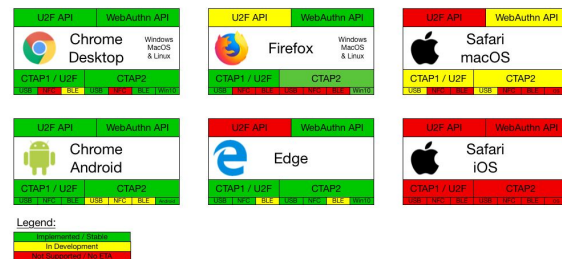 U2F API WebAuthn API
Chrome Desktop
Windows MacOS & Linux
CTAP1 / U2F CTAP2
USB NFC BLE USB NFC BLE Win10
U2F API WebAuthn API
Firefox
Windows MacOS & Linux
CTAP1 / U2F CTAP2
USB NFC BLE USB NFC BLE Win10
U2F API WebAuthn API
Safari macOS
CTAP1 / U2F CTAP2
USB NFC BLE USB NFC BLE
U2F API WebAuthn API
Chrome Android
CTAP1 / U2F CTAP2
USB NFC BLE USB NFC BLE Android
U2F API WebAuthn API
Edge
CTAP1 / U2F CTAP2
USB NFC BLE USB NFC BLE Win10
U2F API WebAuthn API
Safari iOS
CTAP1 / U2F CTAP2
USB NFC BLE USB NFC BLE
Legend:
Implemented / Stable
In Development
Not Supported / No ETA